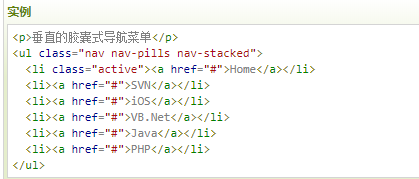 实例
<p>垂直的胶囊式导航菜单</p>
<ul class="nav nav-pills nav-stacked">
<li class="active"><a href="#">Home</a></li>
<li><a href="#">SVN</a></li>
<li><a href="#">iOS</a></li>
<li><a href="#">VB.Net</a></li>
<li><a href="#">Java</a></li>
<li><a href="#">PHP</a></li>
</ul>